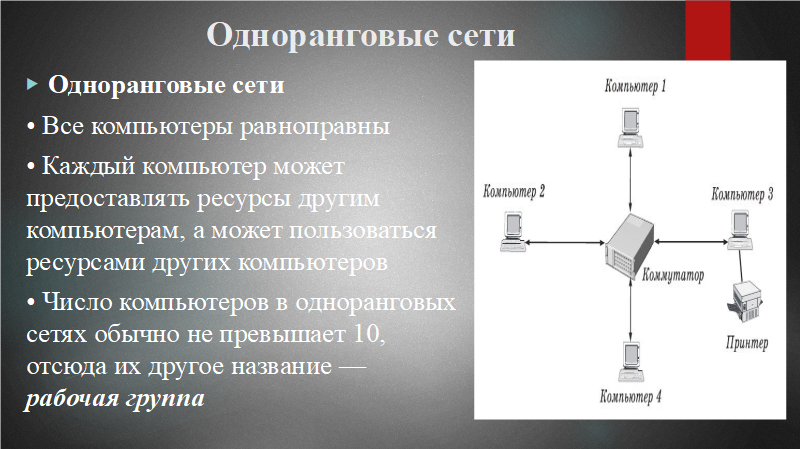 Одноранговые сети
Одноранговые сети
• Все компьютеры равноправны
• Каждый компьютер может
предоставлять ресурсы другим
компьютерам, а может пользоваться
ресурсами других компьютеров
• Число компьютеров в одноранговых
сетях обычно не превышает 10,
отсюда их другое название —
рабочая группа
Компьютер 1
Компьютер 2
Компьютер 3
Коммутатор
Принтер
Компьютер 4